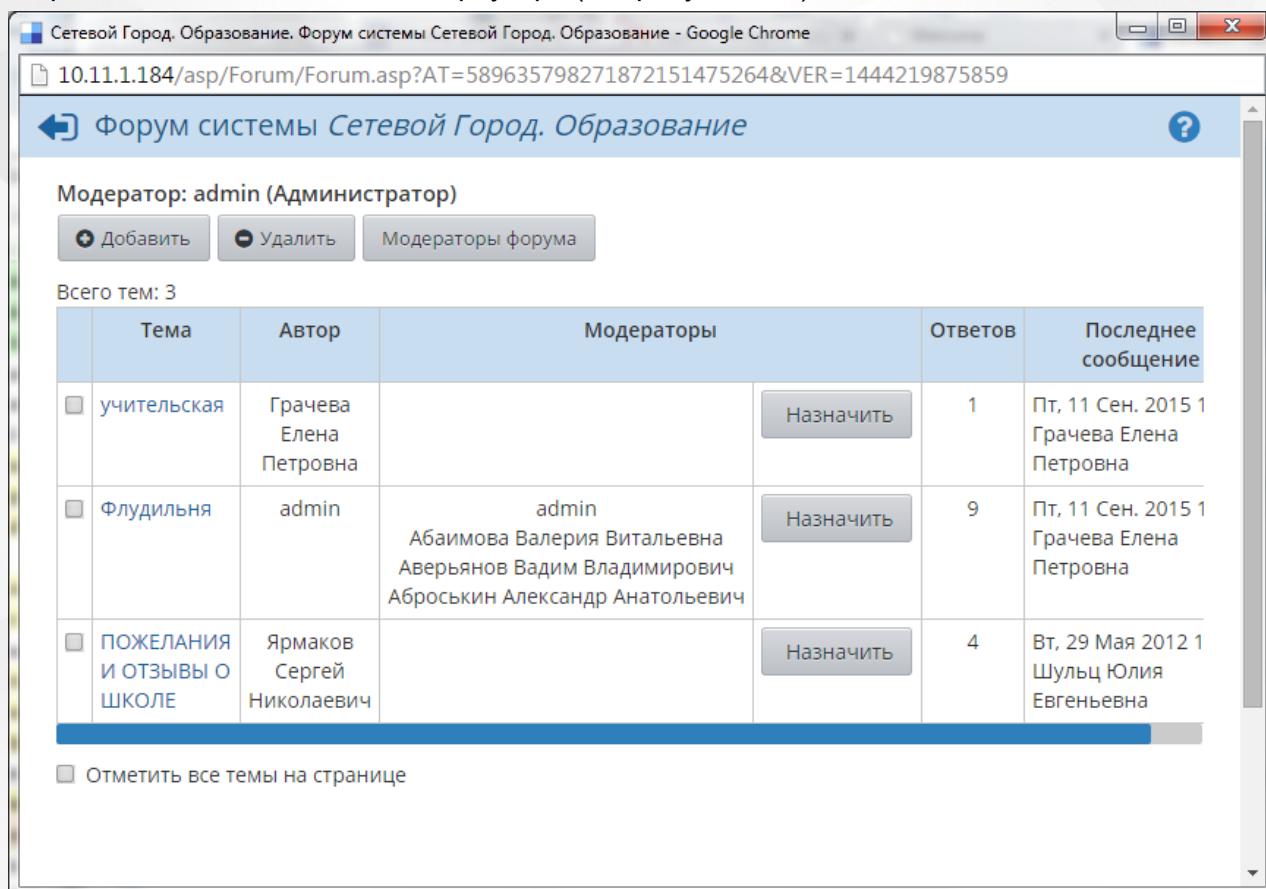 Сетевой Город. Образование. Форум системы Сетевой Город. Образование - Google Chrome
10.11.1.184/asp/Forum/Forum.asp?AT=589635798271872151475264&VER=1444219875859
Форум системы Сетевой Город. Образование
Модератор: admin (Администратор)
Добавить Удалить Модераторы форума
Всего тем: 3
Тема Автор Модераторы Ответов Последнее
сообщение
учительская Грачева Назначить 1 Пт, 11 Сен. 2015 1
Елена Грачева Елена
Петровна Петровна
Флудильня admin admin Назначить 9 Пт, 11 Сен. 2015 1
Абаимова Валерия Витальевна Грачева Елена
Аверьянов Вадим Владимирович Петровна
Аброськин Александр Анатольевич
ПОЖЕЛАНИЯ Ярмаков Назначить 4 Вт, 29 Мая 2012 1
И ОТЗЫВЫ О Сергей Шульц Юлия
ШКОЛЕ Николаевич Евгеньевна
Отметить все темы на странице